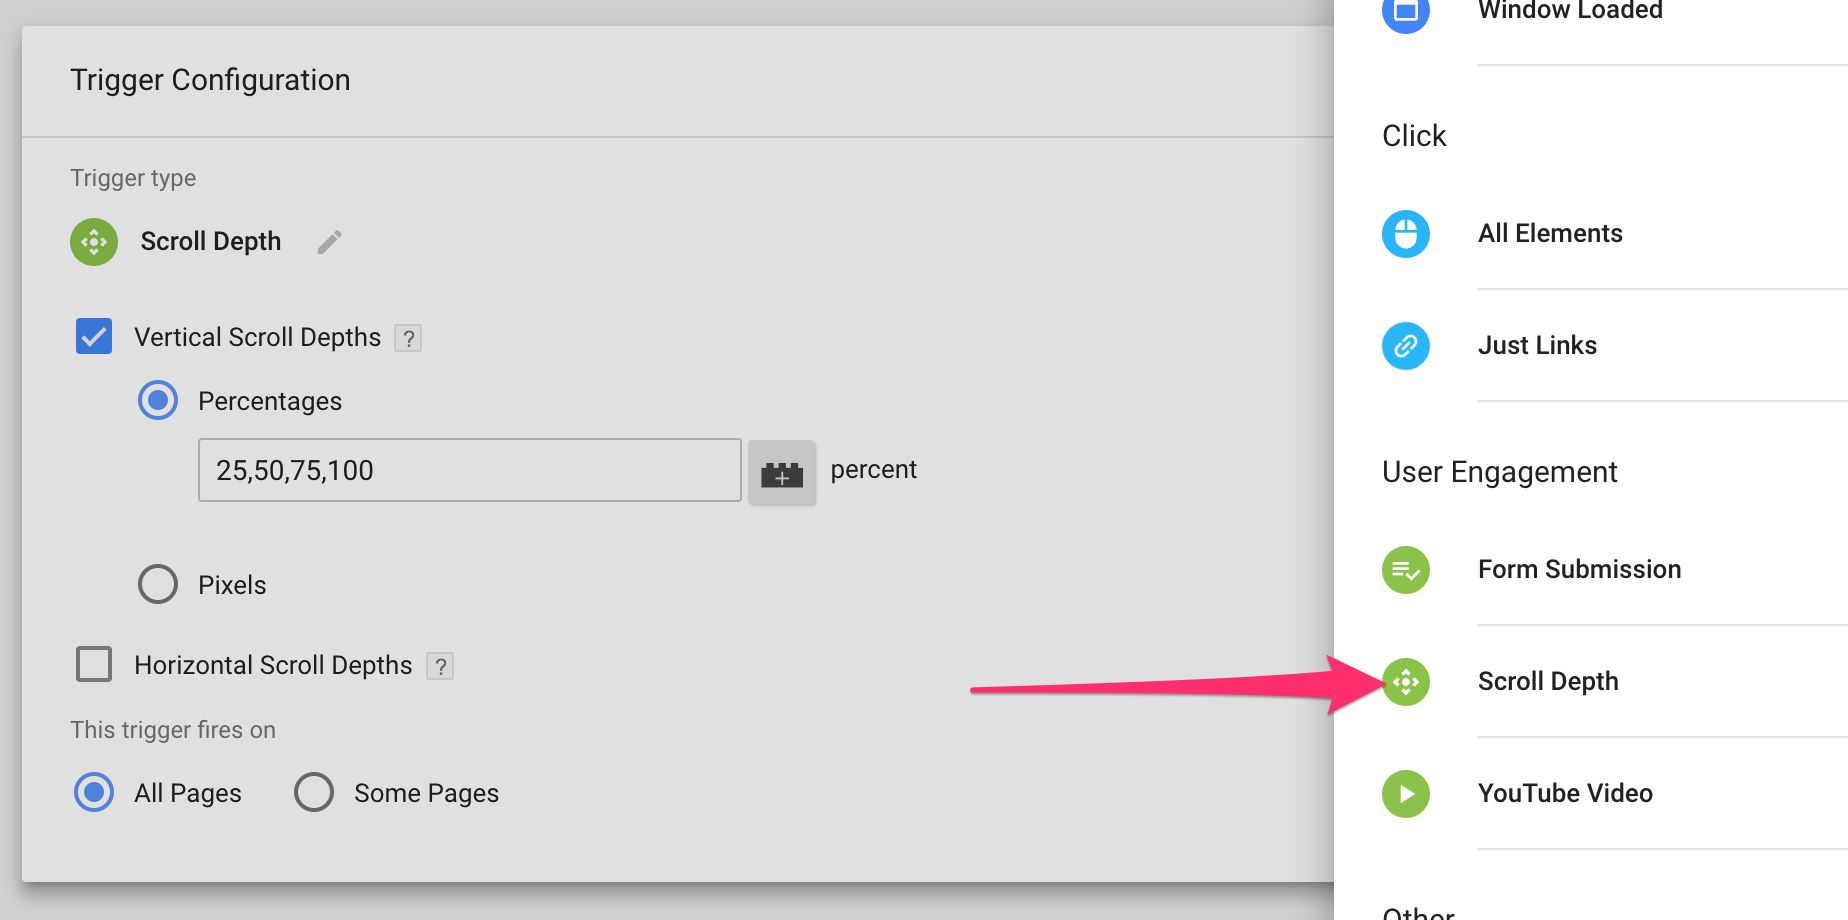 Trigger Configuration
Trigger type
Scroll Depth
Vertical Scroll Depths ?
Percentages
25,50,75,100 percent
Pixels
Horizontal Scroll Depths ?
This trigger fires on
All Pages Some Pages
Window Loaded
Click
All Elements
Just Links
User Engagement
Form Submission
Scroll Depth
YouTube Video
Other